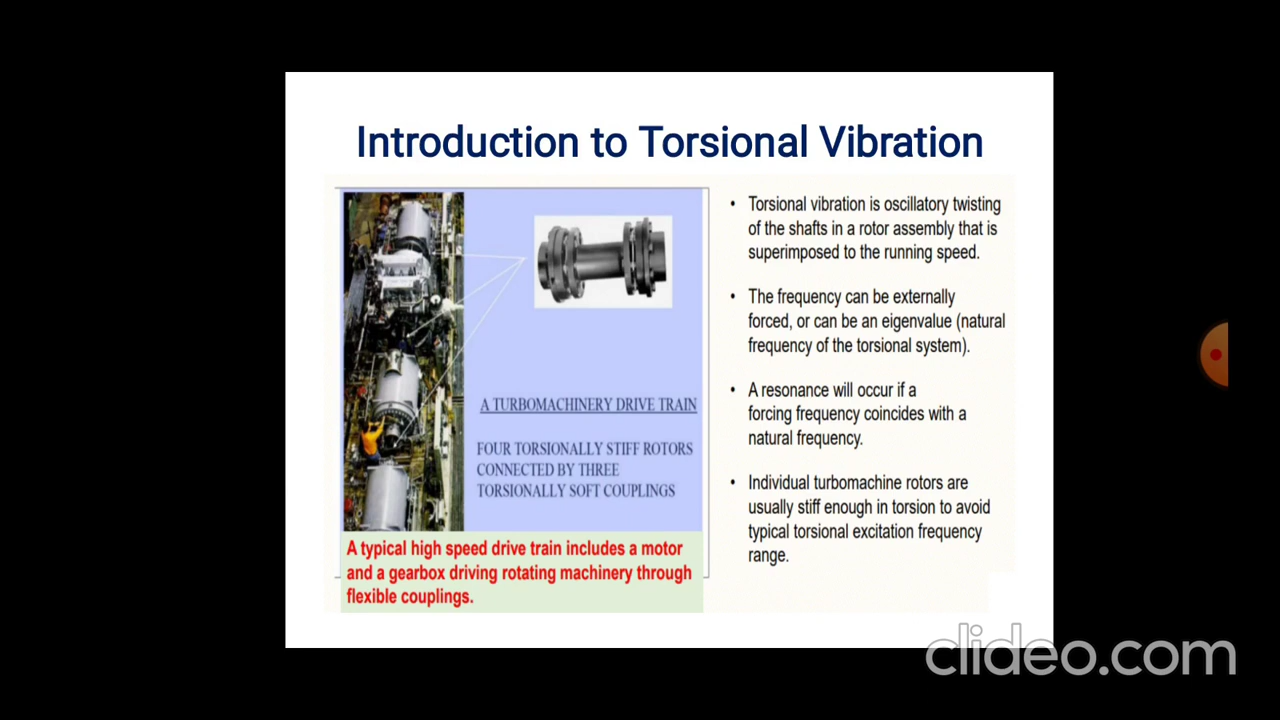 Introduction to Torsional Vibration
A TURBOMACHINERY DRIVE TRAIN
FOUR TORSIONALLY STIFF ROTORS
CONNECTED BY THREE
TORSIONALLY SOFT COUPLINGS
A typical high speed drive train includes a motor
and a gearbox driving rotating machinery through
flexible couplings.
• Torsional vibration is oscillatory twisting
of the shafts in a rotor assembly that is
superimposed to the running speed.
• The frequency can be externally
forced, or can be an eigenvalue (natural
frequency of the torsional system).
• A resonance will occur if a
forcing frequency coincides with a
natural frequency.
• Individual turbomachine rotors are
usually stiff enough in torsion to avoid
typical torsional excitation frequency
range.
clideo.com